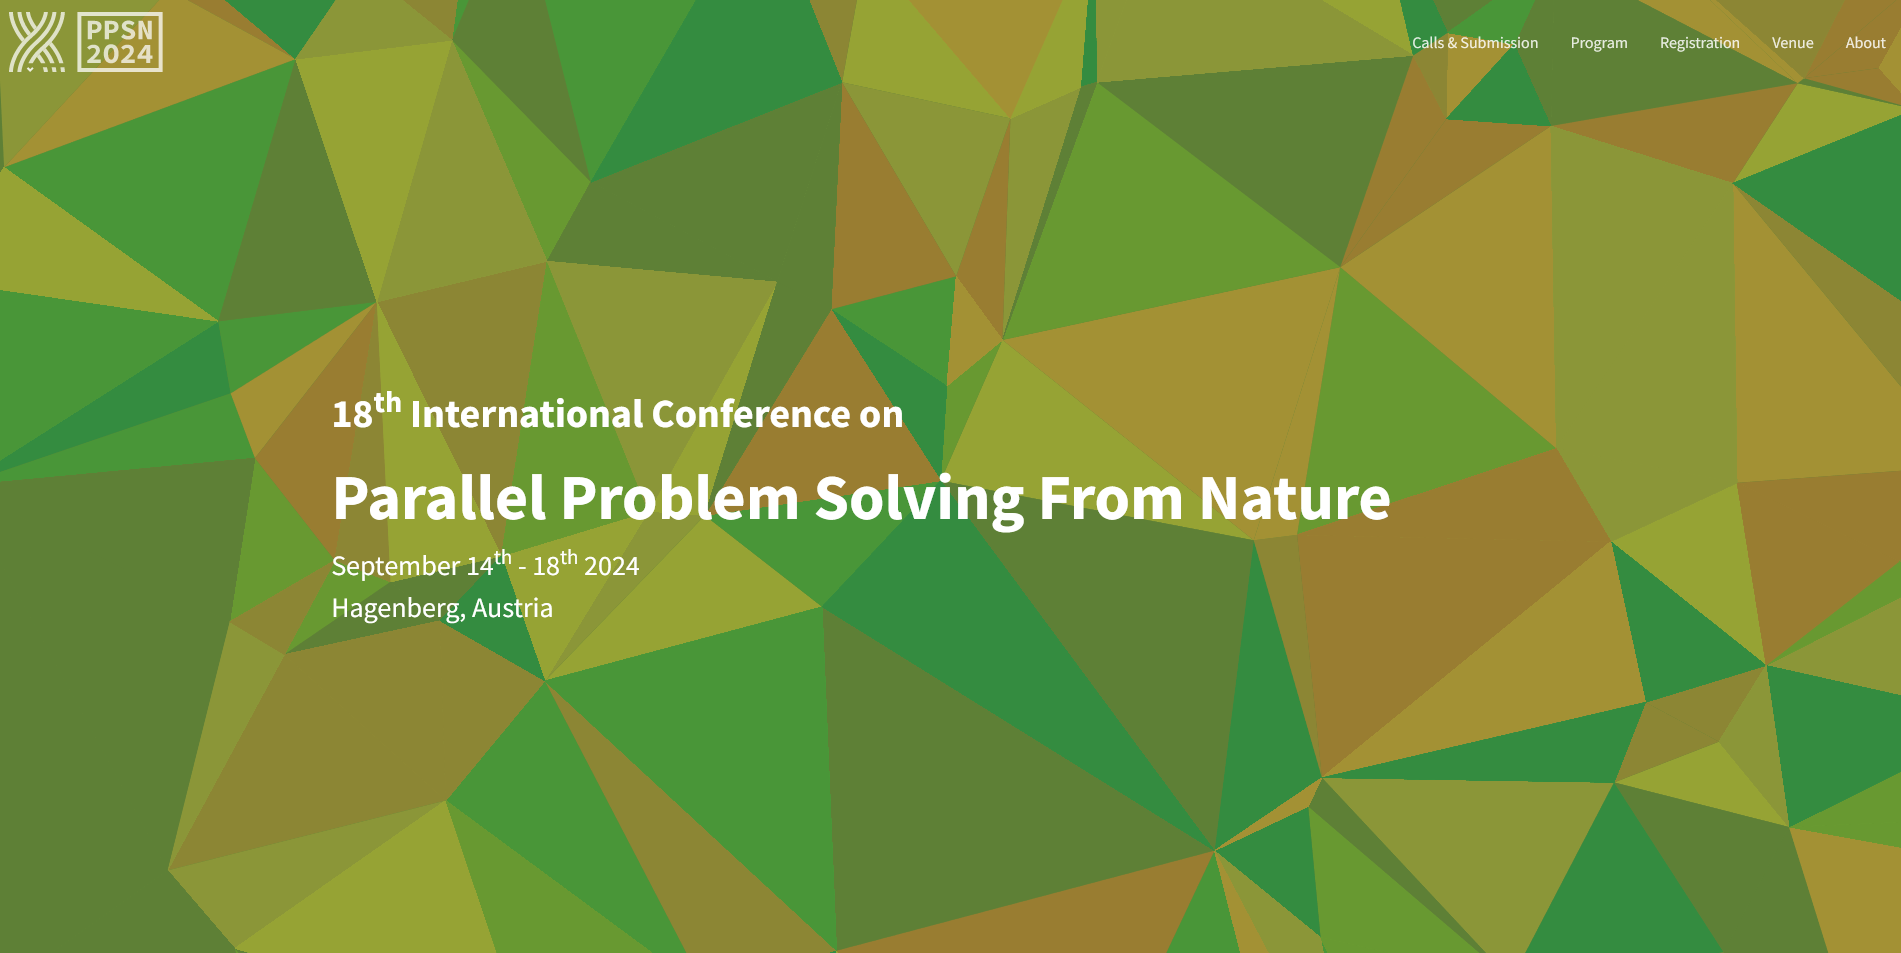 PPSN
2024
Calls & Submission Program Registration Venue About
18th International Conference on
Parallel Problem Solving From Nature
September 14th - 18th 2024
Hagenberg, Austria